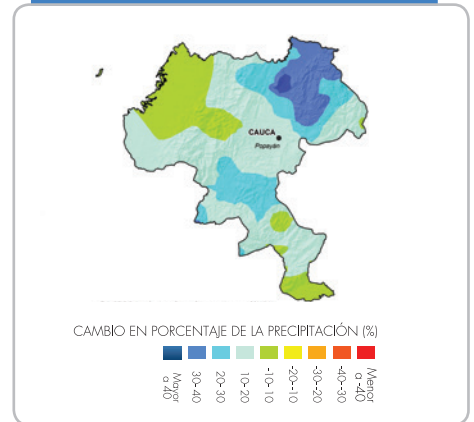 CAUCA
Popayán
CAMBIO EN PORCENTAJE DE LA PRECIPITACIÓN (%)
Mayor a 40
30-40
20-30
10-20
-10-10
-20--10
-30--20
-40--30
Menor a -40